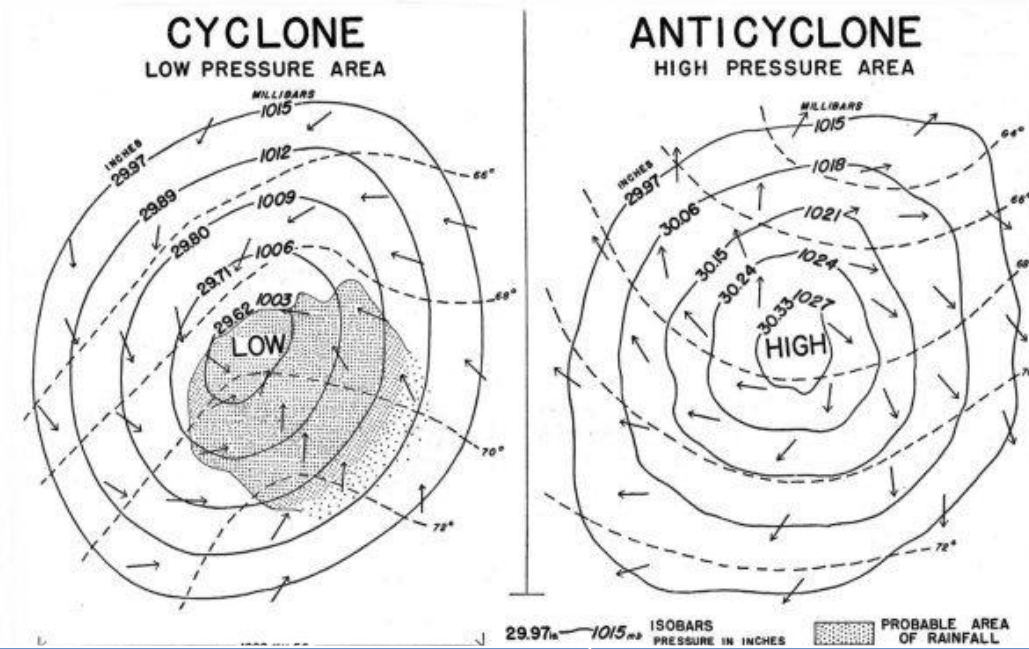 CYCLONE
LOW PRESSURE AREA
MILLIBARS
1015
INCHES
29.97
1012
29.89
1009
29.80
1006
29.71
1003
29.62
LOW
66°
68°
70°
72°
ANTICYCLONE
HIGH PRESSURE AREA
MILLIBARS
1015
INCHES
29.97
1018
30.06
1021
30.15
1024
30.24
1027
30.33
HIGH
64°
66°
68
72°
29.97in 1015mb ISOBARS
PRESSURE IN INCHES
PROBABLE AREA
OF RAINFALL